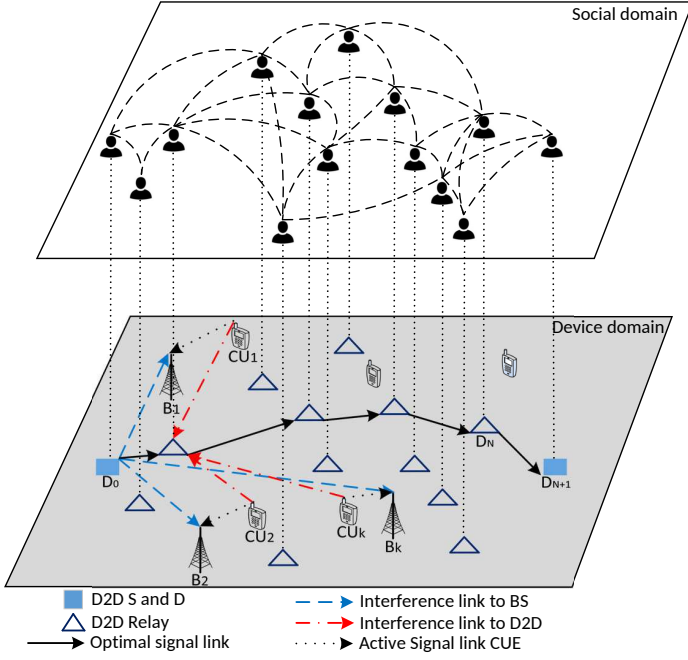 Social domain
Device domain
CU1
B1
DN
D0
DN+1
CU2
CUk
Bk
B2
D2D S and D
Interference link to BS
D2D Relay
Interference link to D2D
Optimal signal link
Active Signal link CUE